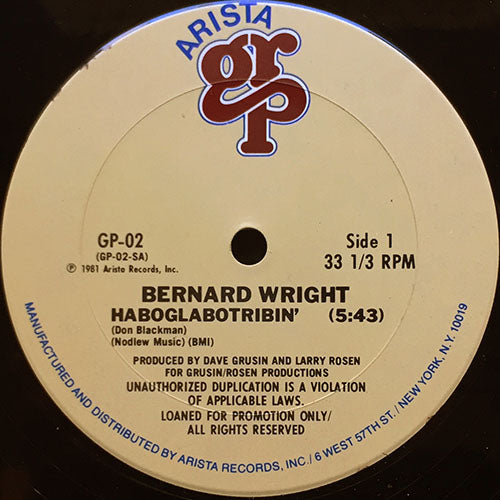 ARISTA
grp
GP-02
(GP-02-SA)
℗ 1981 Arista Records, Inc.
Side 1
33 1/3 RPM
BERNARD WRIGHT
HABOGLABOTRIBIN' (5:43)
(Don Blackman)
(Nodlew Music) (BMI)
PRODUCED BY DAVE GRUSIN AND LARRY ROSEN
FOR GRUSIN/ROSEN PRODUCTIONS
UNAUTHORIZED DUPLICATION IS A VIOLATION
OF APPLICABLE LAWS.
LOANED FOR PROMOTION ONLY/
ALL RIGHTS RESERVED
MANUFACTURED AND DISTRIBUTED BY ARISTA RECORDS, INC./6 WEST 57TH ST./NEW YORK, N.Y. 10019